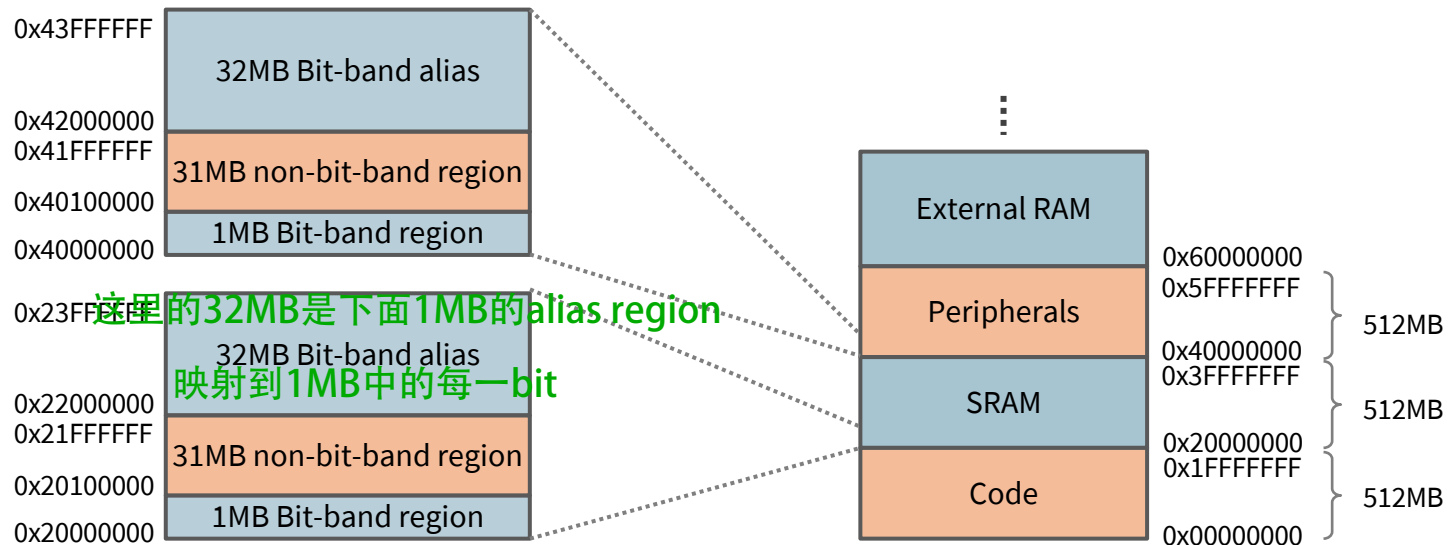 0x43FFFFFF
32MB Bit-band alias
0x42000000
0x41FFFFFF
31MB non-bit-band region
0x40100000
1MB Bit-band region
0x40000000
0x23FFFFFF
这里的32MB是下面1MB的alias region
32MB Bit-band alias
映射到1MB中的每一bit
0x22000000
0x21FFFFFF
31MB non-bit-band region
0x20100000
1MB Bit-band region
0x20000000
External RAM
0x60000000
0x5FFFFFFF
Peripherals
512MB
0x40000000
0x3FFFFFFF
SRAM
512MB
0x20000000
0x1FFFFFFF
Code
512MB
0x00000000